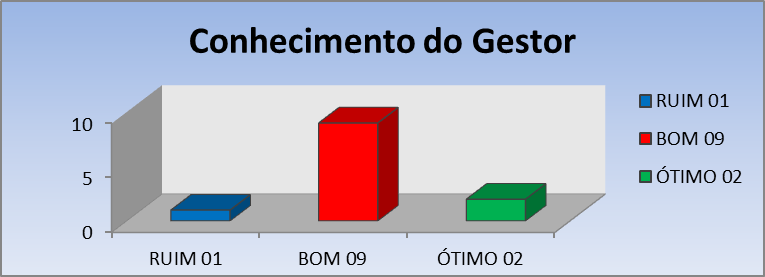 Conhecimento do Gestor
10
5
0
RUIM 01
BOM 09
ÓTIMO 02
RUIM 01
BOM 09
ÓTIMO 02